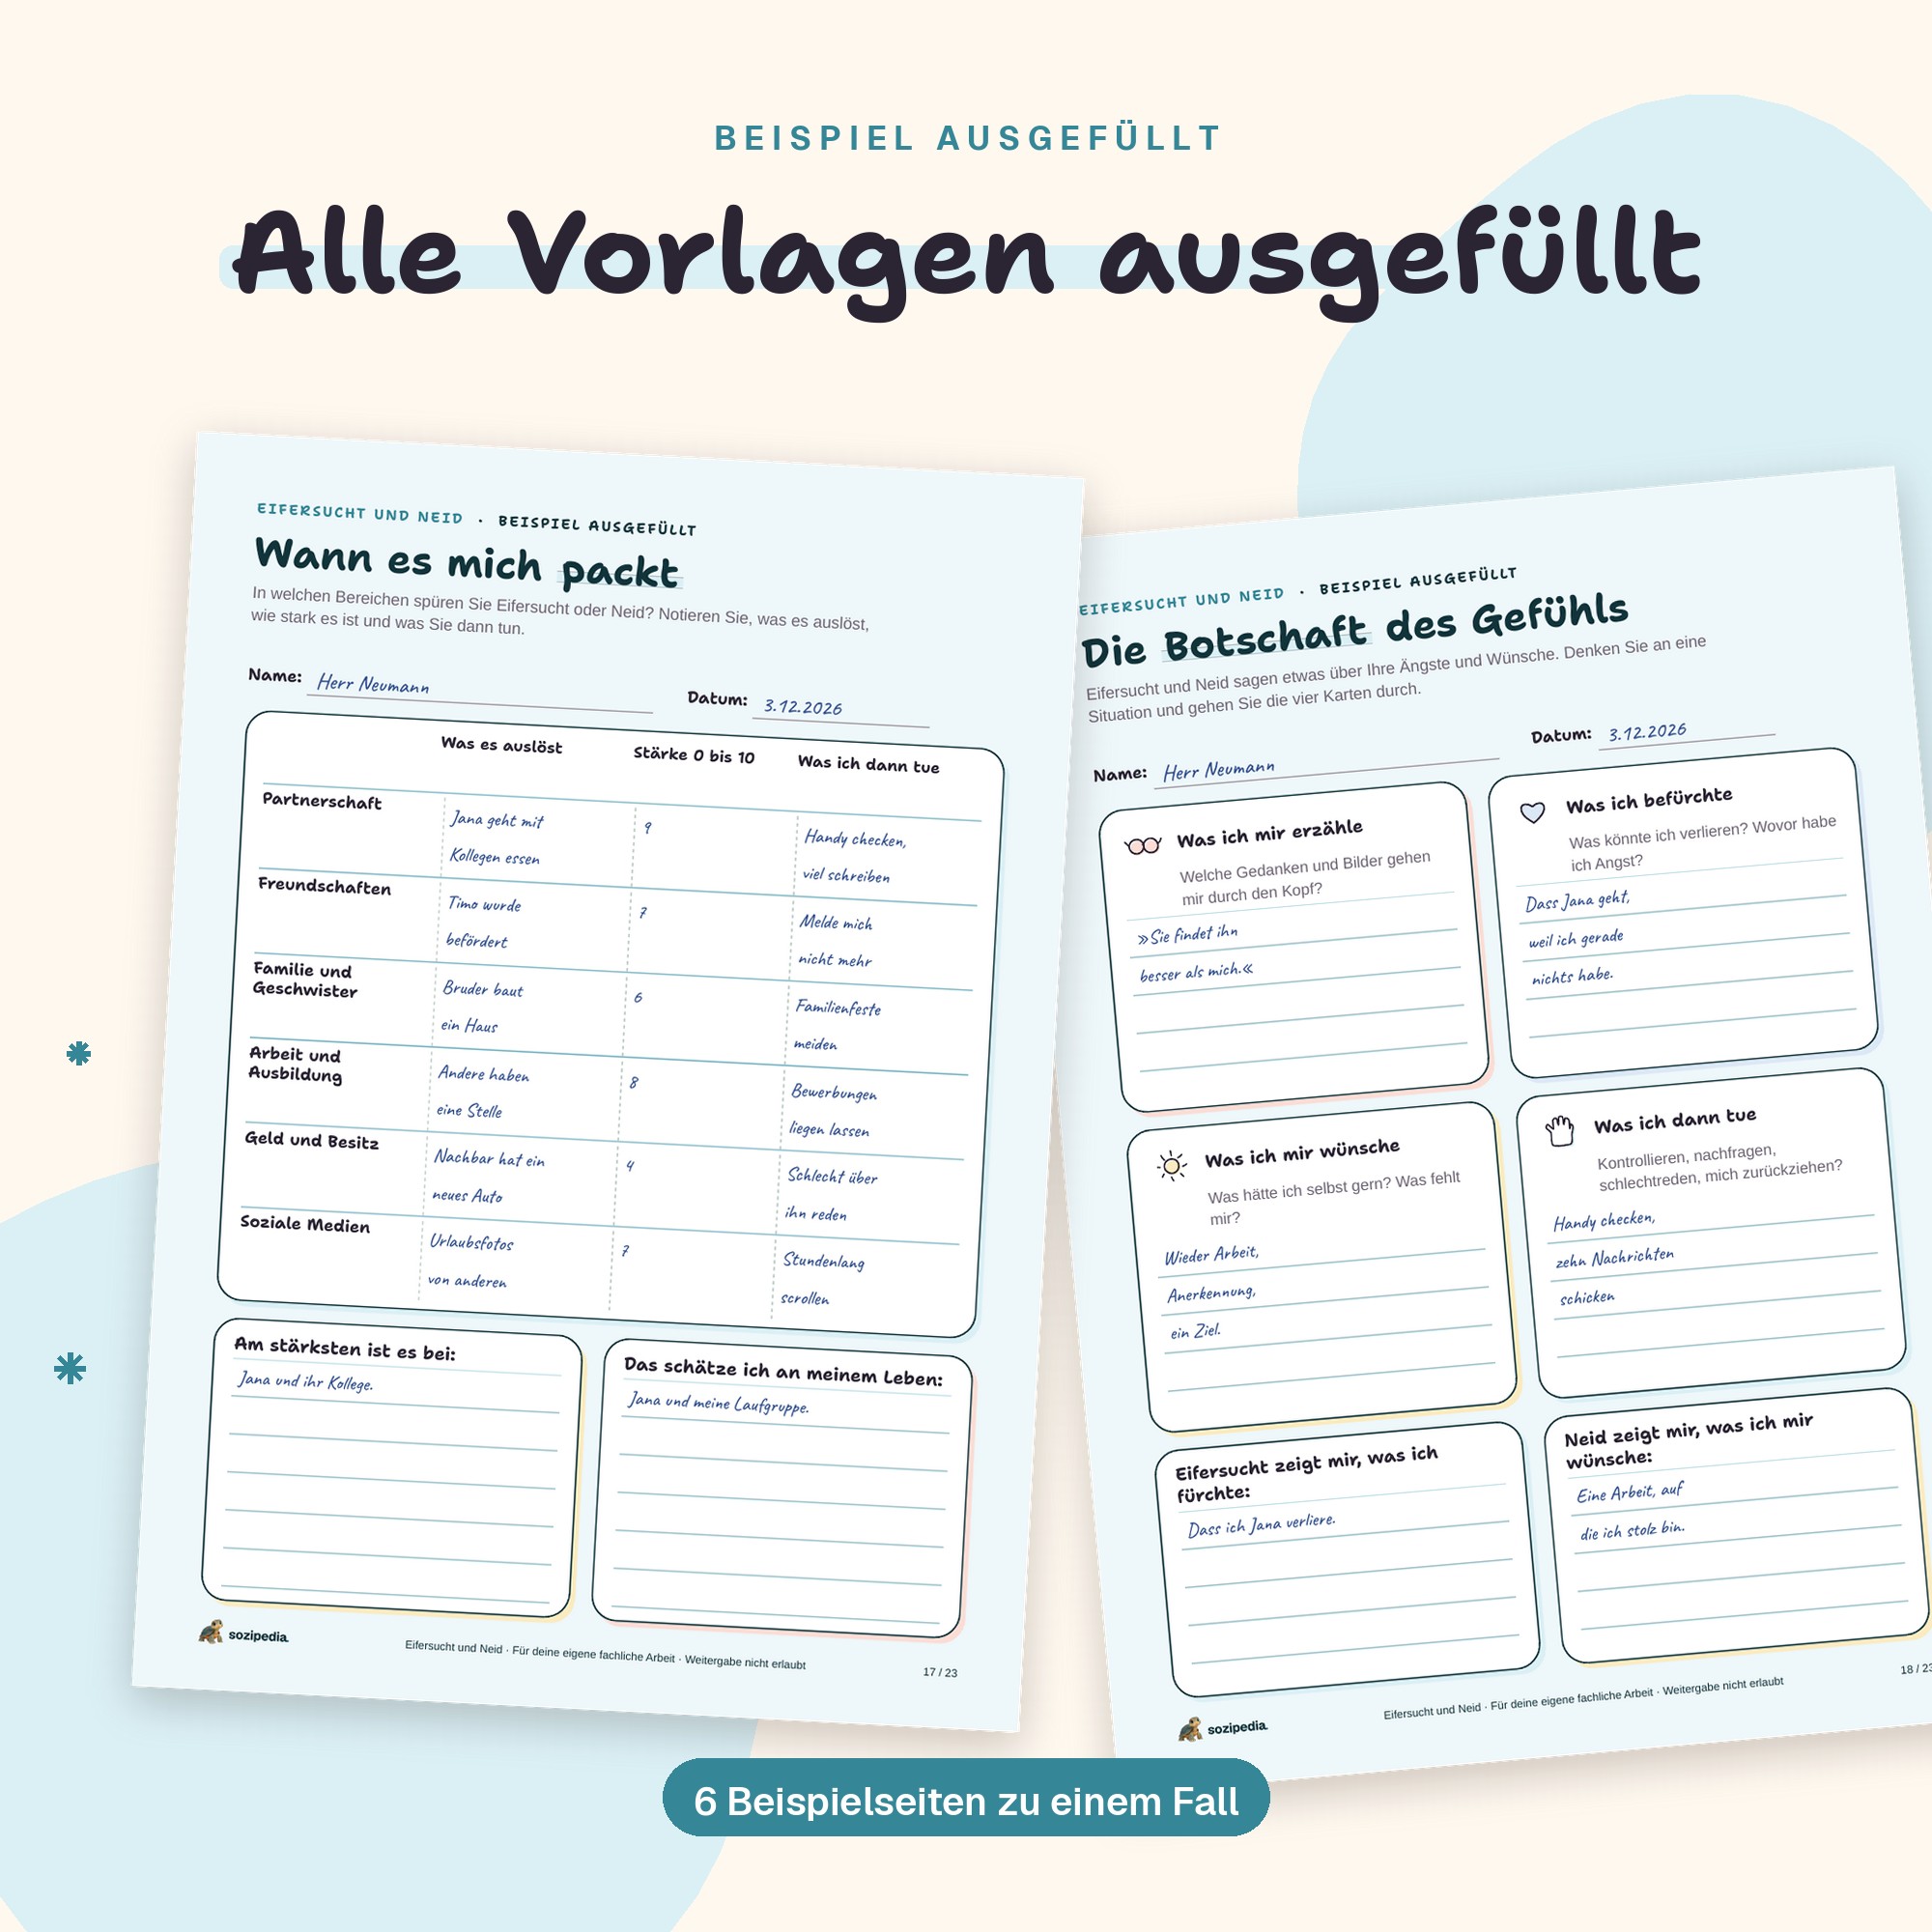 BEISPIEL AUSGEFÜLLT
Alle Vorlagen ausgefüllt
EIFERSUCHT UND NEID · BEISPIEL AUSGEFÜLLT
Wann es mich packt
In welchen Bereichen spüren Sie Eifersucht oder Neid? Notieren Sie, was es auslöst,
wie stark es ist und was Sie dann tun.
Name: Herr Neumann Datum: 3.12.2026
Was es auslöst Stärke 0 bis 10 Was ich dann tue
Partnerschaft
Jana geht mit
Kollegen essen
9
Handy checken,
viel schreiben
Freundschaften
Timo wurde
befördert
7
Melde mich
nicht mehr
Familie und
Geschwister
Bruder baut
ein Haus
6
Familienfeste
meiden
Arbeit und
Ausbildung
Andere haben
eine Stelle
8
Bewerbungen
liegen lassen
Geld und Besitz
Nachbar hat ein
neues Auto
4
Schlecht über
ihn reden
Soziale Medien
Urlaubsfotos
von anderen
7
Stundenlang
scrollen
Am stärksten ist es bei:
Jana und ihr Kollege.
Das schätze ich an meinem Leben:
Jana und meine Laufgruppe.
sozipedia.
Eifersucht und Neid · Für deine eigene fachliche Arbeit · Weitergabe nicht erlaubt
17 / 23
EIFERSUCHT UND NEID · BEISPIEL AUSGEFÜLLT
Die Botschaft des Gefühls
Eifersucht und Neid sagen etwas über Ihre Ängste und Wünsche. Denken Sie an eine
Situation und gehen Sie die vier Karten durch.
Name: Herr Neumann Datum: 3.12.2026
Was ich mir erzähle
Welche Gedanken und Bilder gehen
mir durch den Kopf?
»Sie findet ihn
besser als mich.«
Was ich befürchte
Was könnte ich verlieren? Wovor habe
ich Angst?
Dass Jana geht,
weil ich gerade
nichts habe.
Was ich mir wünsche
Was hätte ich selbst gern? Was fehlt
mir?
Wieder Arbeit,
Anerkennung,
ein Ziel.
Was ich dann tue
Kontrollieren, nachfragen,
schlechtreden, mich zurückziehen?
Handy checken,
zehn Nachrichten
schicken
Eifersucht zeigt mir, was ich
fürchte:
Dass ich Jana verliere.
Neid zeigt mir, was ich mir
wünsche:
Eine Arbeit, auf
die ich stolz bin.
sozipedia.
Eifersucht und Neid · Für deine eigene fachliche Arbeit · Weitergabe nicht erlaubt
18 / 23
6 Beispielseiten zu einem Fall